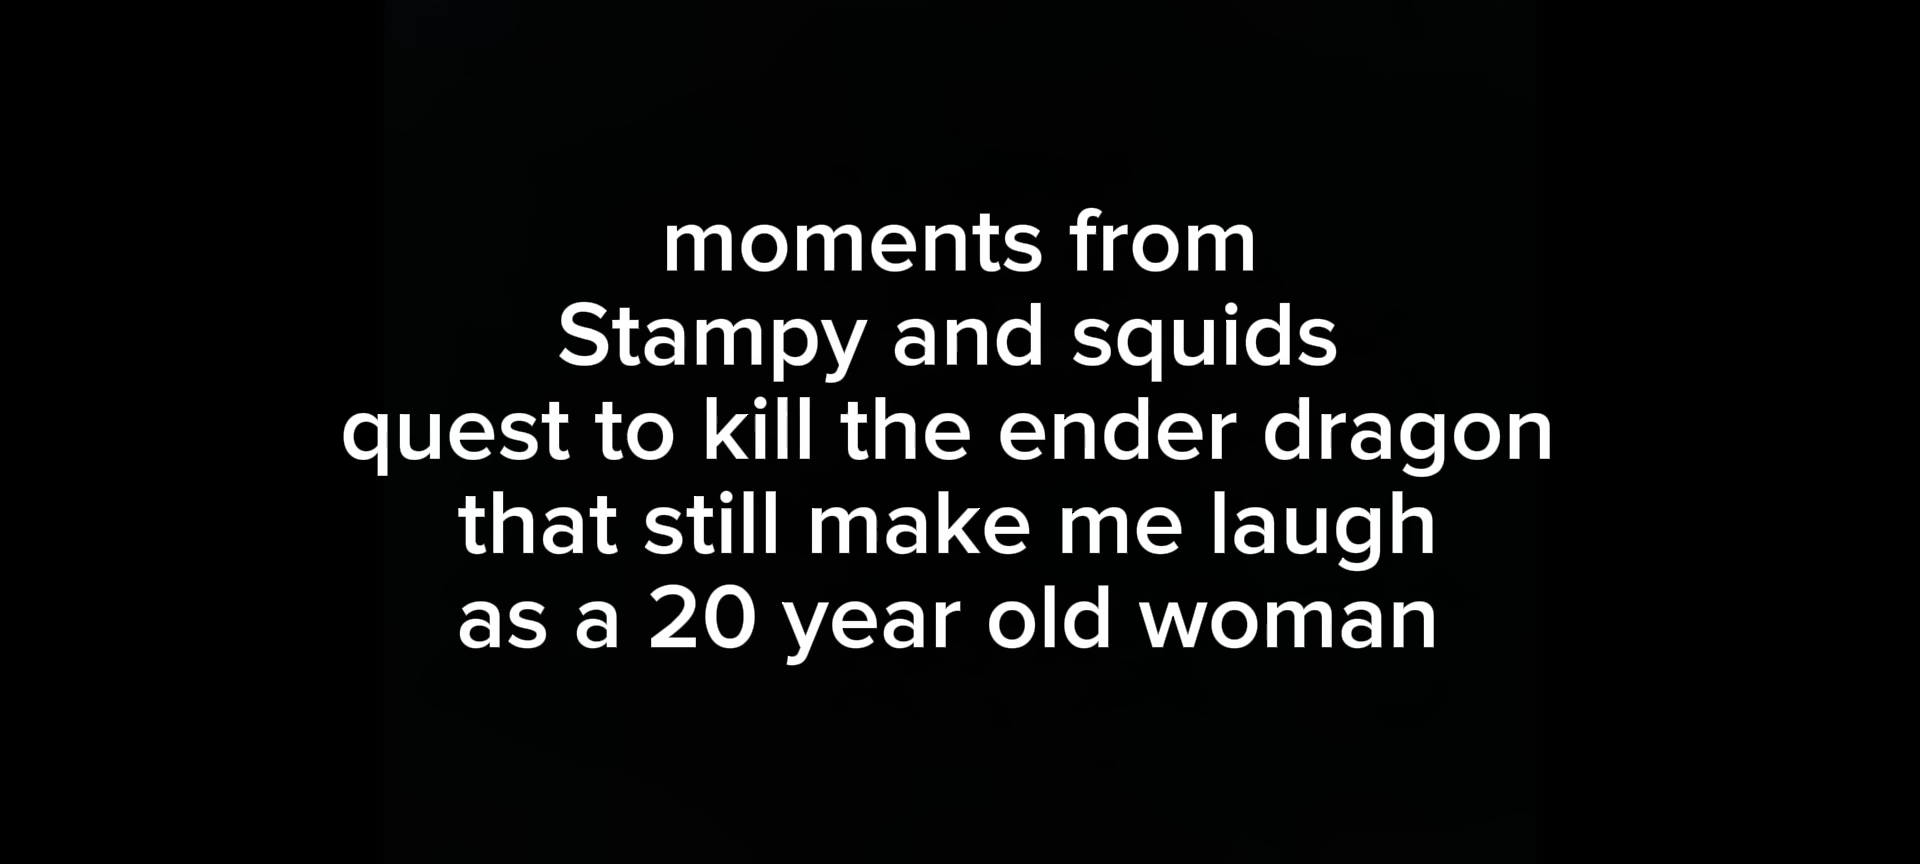 moments from
Stampy and squids
quest to kill the ender dragon
that still make me laugh
as a 20 year old woman